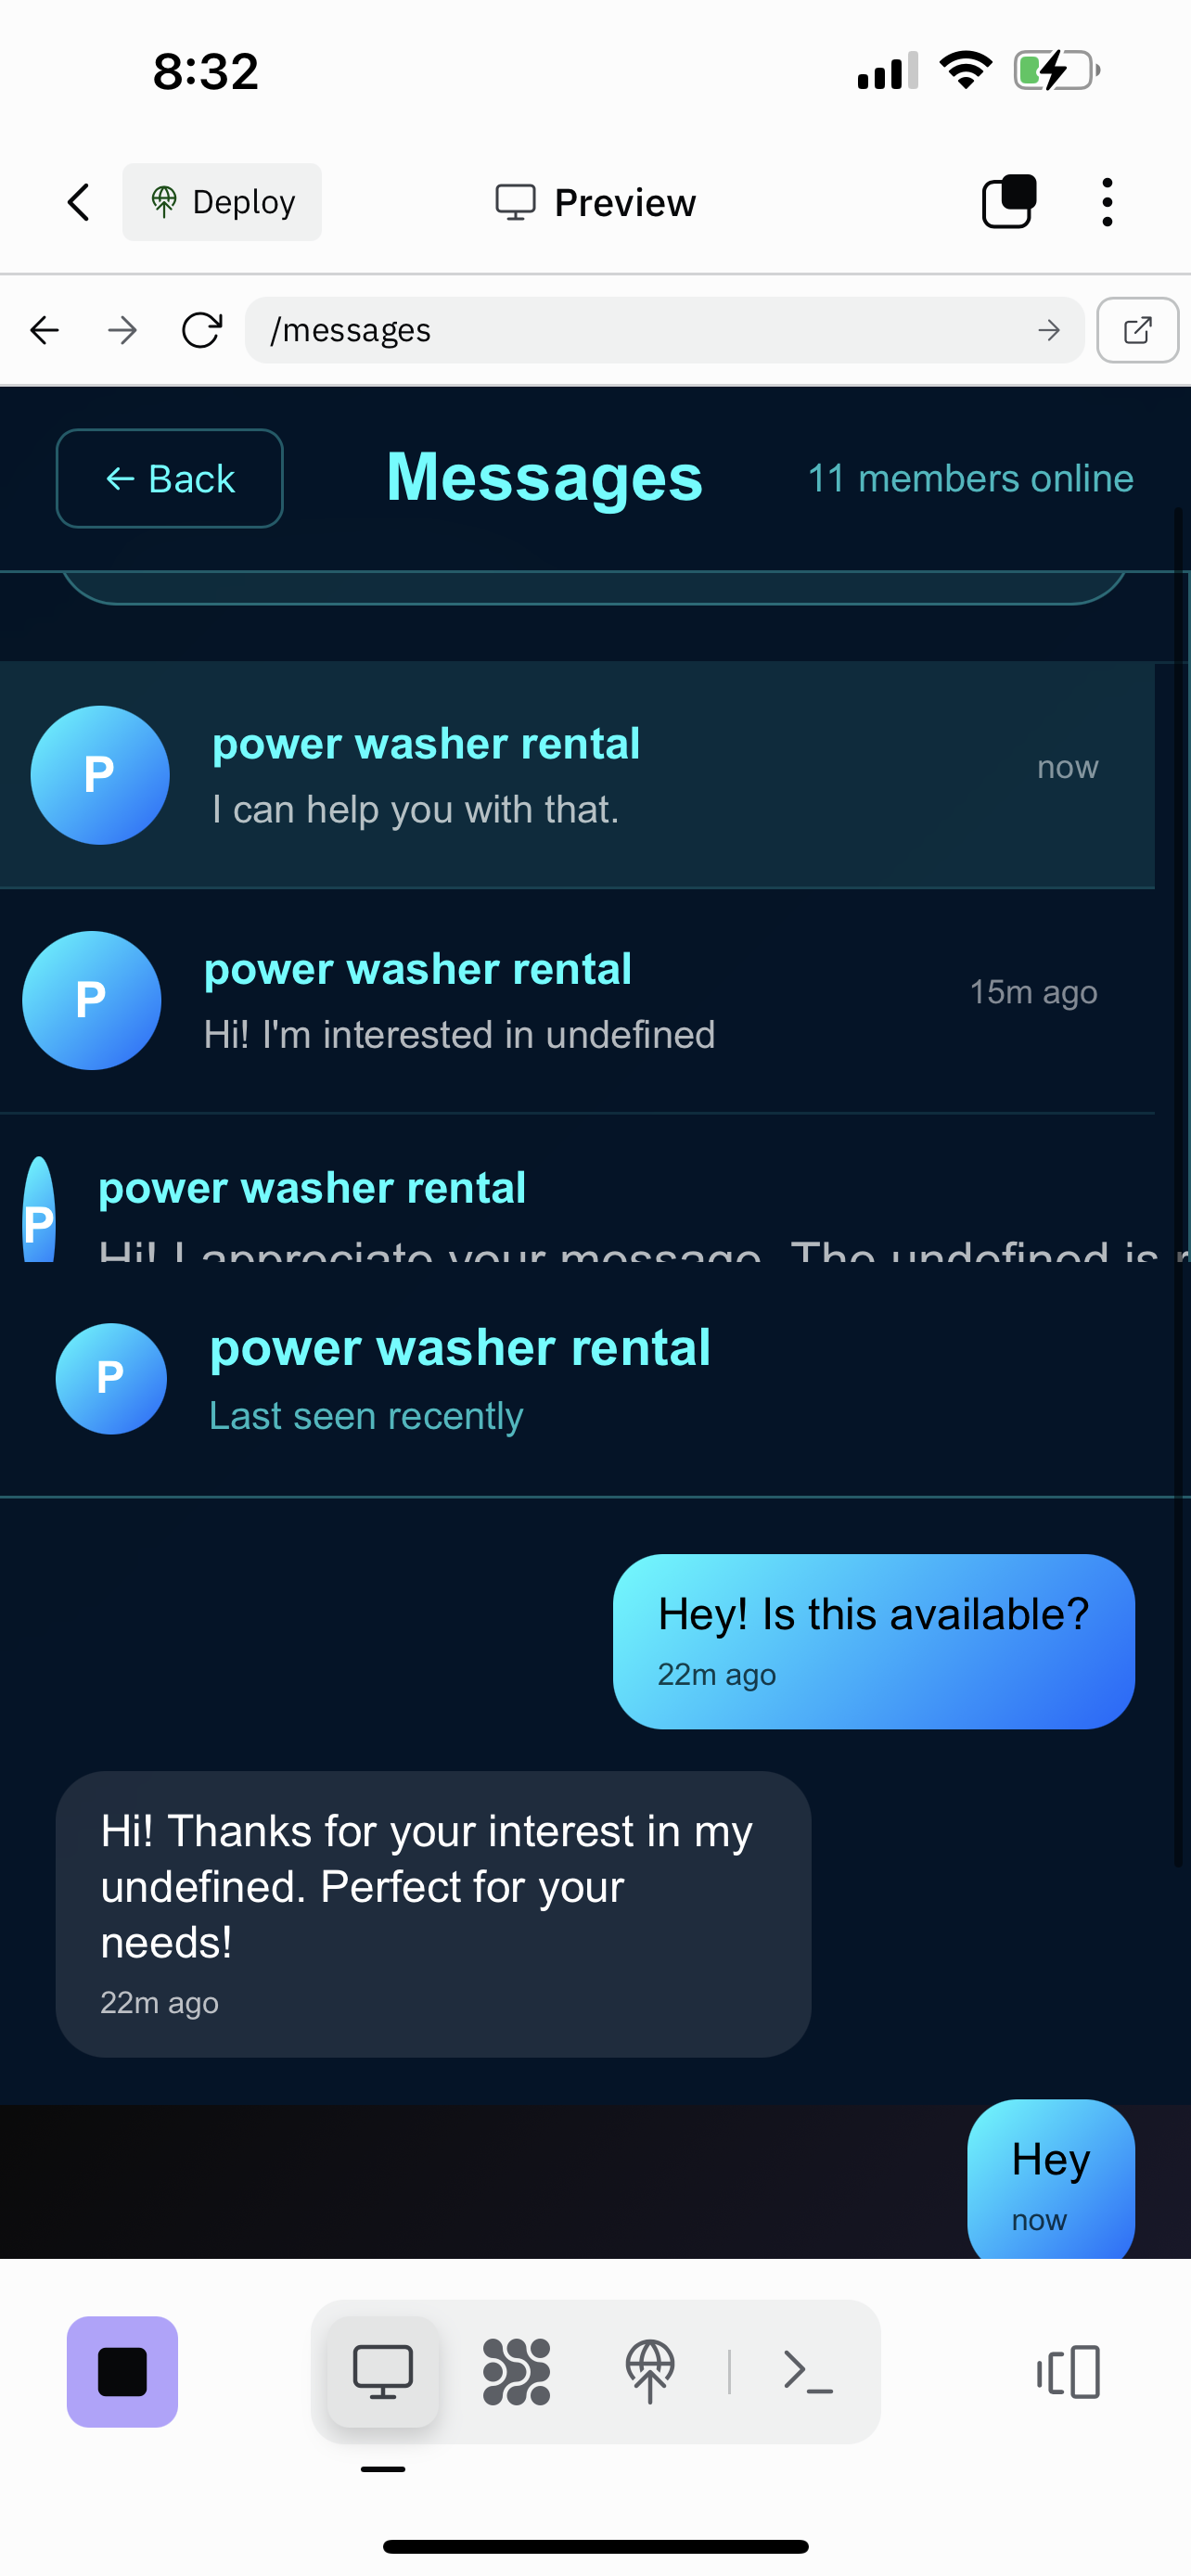 8:32
Deploy
Preview
/messages
← Back
Messages
11 members online
P
power washer rental
now
I can help you with that.
P
power washer rental
15m ago
Hi! I'm interested in undefined
P
power washer rental
Hi! I appreciate your message. The undefined is
P
power washer rental
Last seen recently
Hey! Is this available?
22m ago
Hi! Thanks for your interest in my
undefined. Perfect for your
needs!
22m ago
Hey
now